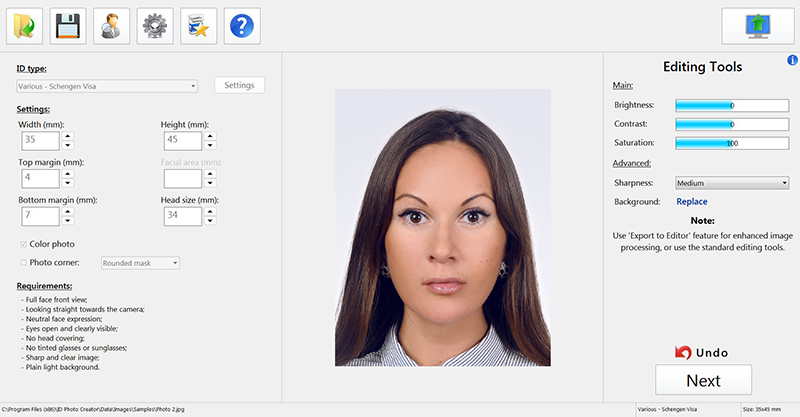 ID type:
Various - Schengen Visa
Settings
Settings:
Width (mm):
35
Height (mm):
45
Top margin (mm):
4
Facial area (mm):
Bottom margin (mm):
7
Head size (mm):
34
Color photo
Photo corner:
Rounded mask
Requirements:
- Full face front view;
- Looking straight towards the camera;
- Neutral face expression;
- Eyes open and clearly visible;
- No head covering;
- No tinted glasses or sunglasses;
- Sharp and clear image;
- Plain light background.
Editing Tools
Main:
Brightness:
0
Contrast:
0
Saturation:
100
Advanced:
Sharpness:
Medium
Background:
Replace
Note:
Use 'Export to Editor' feature for enhanced image
processing, or use the standard editing tools.
Undo
Next
C:\Program Files (x86)\ID Photo Creator\Data\Images\Samples\Photo 2.jpg
Various - Schengen Visa
Size: 35x45 mm